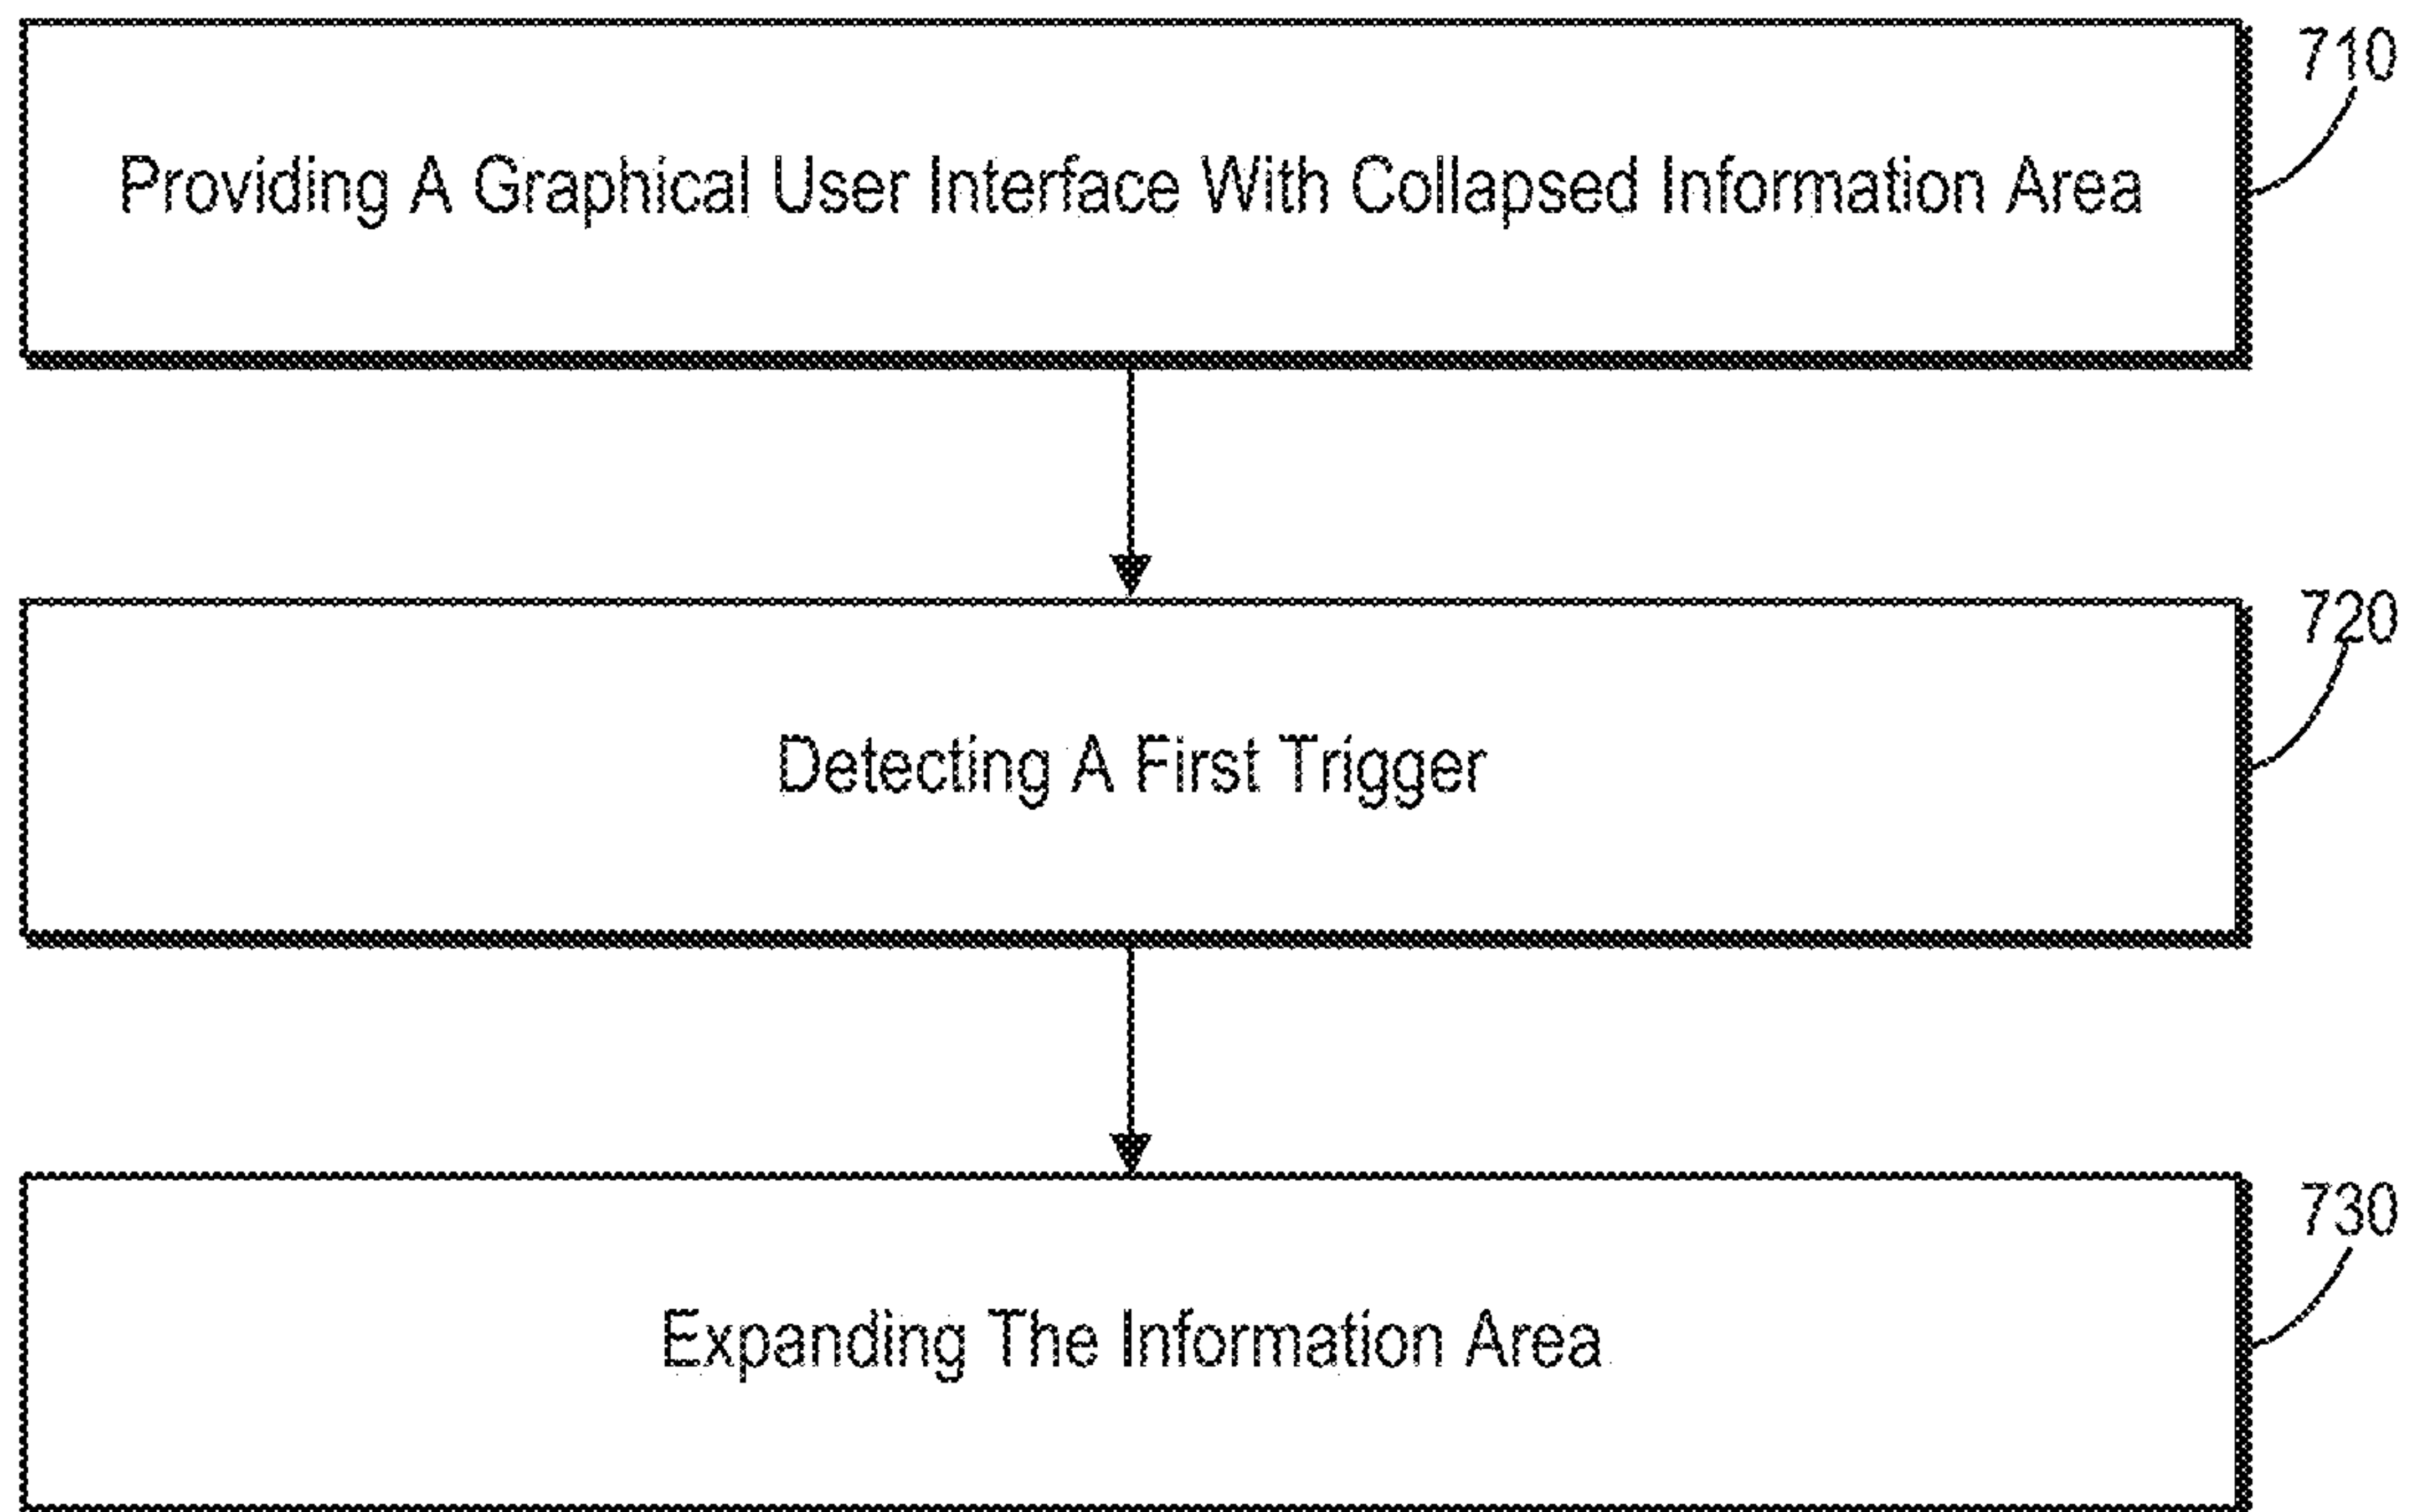 710
Providing A Graphical User Interface With Collapsed Information Area
720
Detecting A First Trigger
730
Expanding The Information Area